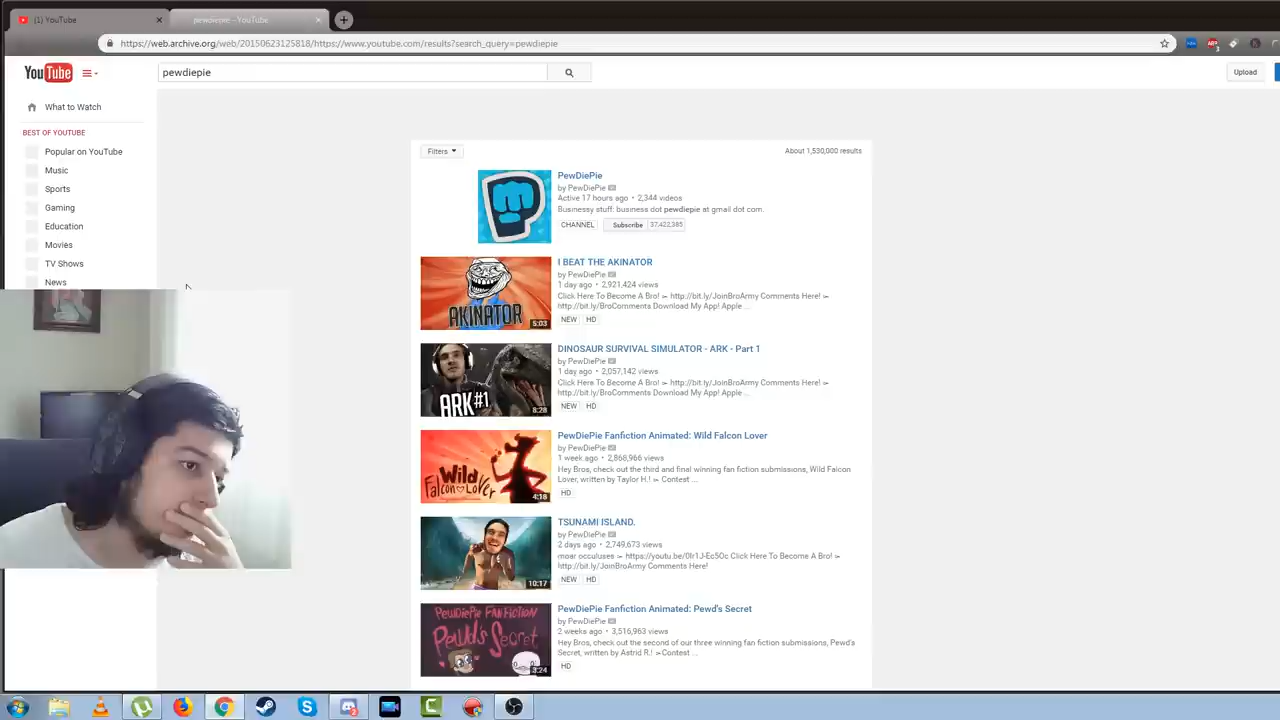 (1) YouTube
pewdiepie - YouTube
https://web.archive.org/web/20150623125818/https://www.youtube.com/results?search_query=pewdiepie
YouTube
pewdiepie
Upload
What to Watch
BEST OF YOUTUBE
Popular on YouTube
Music
Sports
Gaming
Education
Movies
TV Shows
News
Filters
About 1,530,000 results
PewDiePie
by PewDiePie
Active 17 hours ago • 2,344 videos
Businessy stuff: business dot pewdiepie at gmail dot com.
CHANNEL Subscribe 37,422,385
AKINATOR
5:03
I BEAT THE AKINATOR
by PewDiePie
1 day ago • 2,921,424 views
Click Here To Become A Bro! ➢ http://bit.ly/JoinBroArmy Comments Here! ➢
http://bit.ly/BroComments Download My App! Apple ...
NEW HD
ARK#1
8:28
DINOSAUR SURVIVAL SIMULATOR - ARK - Part 1
by PewDiePie
1 day ago • 2,057,142 views
Click Here To Become A Bro! ➢ http://bit.ly/JoinBroArmy Comments Here! ➢
http://bit.ly/BroComments Download My App! Apple ...
NEW HD
Wild
Falcon Lover
4:18
PewDiePie Fanfiction Animated: Wild Falcon Lover
by PewDiePie
1 week ago • 2,868,966 views
Hey Bros, check out the third and final winning fan fiction submissions, Wild Falcon
Lover, written by Taylor H.! ➢ Contest ...
HD
10:17
TSUNAMI ISLAND.
by PewDiePie
2 days ago • 2,749,673 views
moar occuluses ➢ https://youtu.be/0Ir1J-Ec5Oc Click Here To Become A Bro! ➢
http://bit.ly/JoinBroArmy Comments Here!
NEW HD
PEWDIEPIE FANFICTION
Pewd's
Secret
3:24
PewDiePie Fanfiction Animated: Pewd's Secret
by PewDiePie
2 weeks ago • 3,516,963 views
Hey Bros, check out the second of our three winning fan fiction submissions, Pewd's
Secret, written by Astrid R.! ➢Contest ...
HD